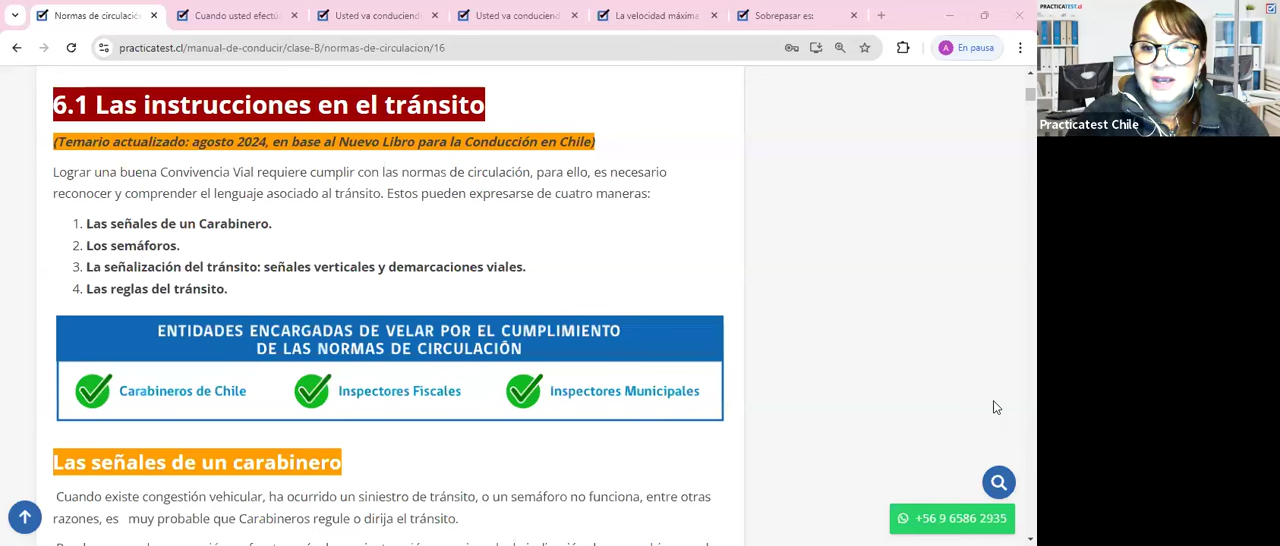 Normas de circulació
Cuando usted efectú
Usted va conduciend
Usted va conduciend
La velocidad máxima
Sobrepasar es:
practicatest.cl/manual-de-conducir/clase-B/normas-de-circulacion/16
A
En pausa
PRACTICATEST.cl
Practicatest Chile
6.1 Las instrucciones en el tránsito
(Temario actualizado: agosto 2024, en base al Nuevo Libro para la Conducción en Chile)
Lograr una buena Convivencia Vial requiere cumplir con las normas de circulación, para ello, es necesario
reconocer y comprender el lenguaje asociado al tránsito. Estos pueden expresarse de cuatro maneras:
1. Las señales de un Carabinero.
2. Los semáforos.
3. La señalización del tránsito: señales verticales y demarcaciones viales.
4. Las reglas del tránsito.
ENTIDADES ENCARGADAS DE VELAR POR EL CUMPLIMIENTO
DE LAS NORMAS DE CIRCULACIÓN
Carabineros de Chile
Inspectores Fiscales
Inspectores Municipales
Las señales de un carabinero
Cuando existe congestión vehicular, ha ocurrido un siniestro de tránsito, o un semáforo no funciona, entre otras
razones, es muy probable que Carabineros regule o dirija el tránsito.
+56 9 6586 2935